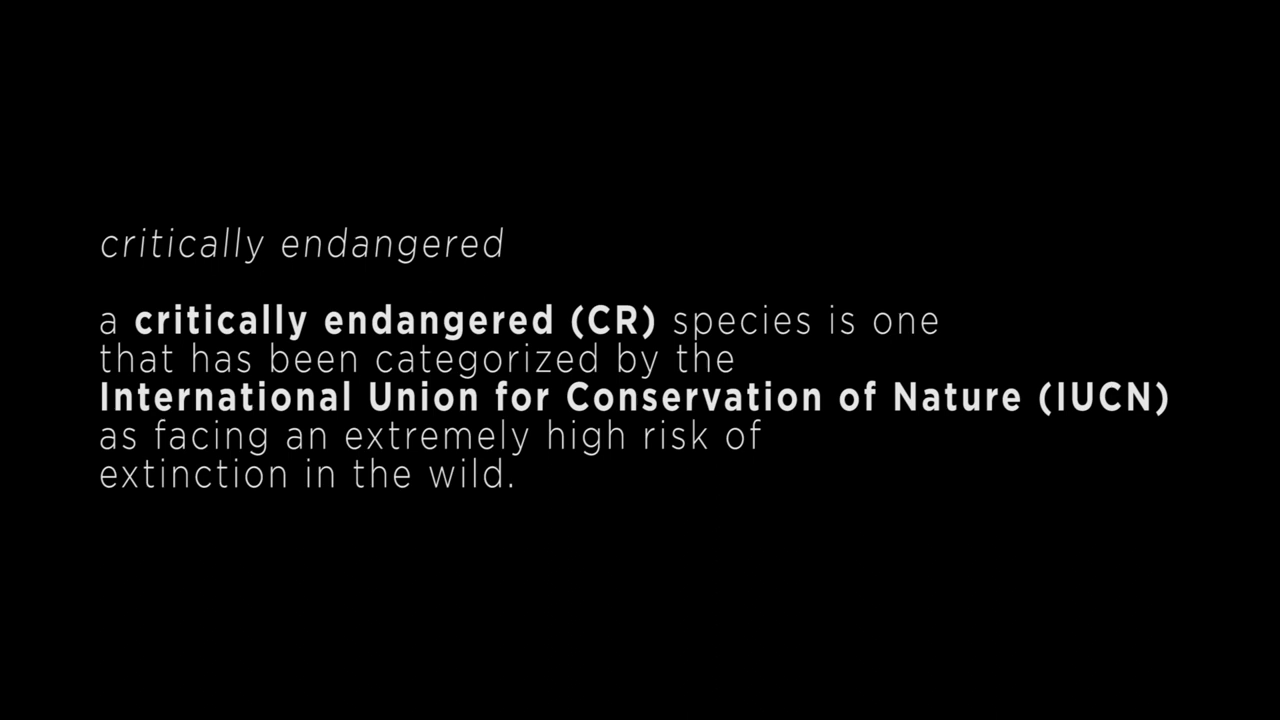 critically endangered
a critically endangered (CR) species is one
that has been categorized by the
International Union for Conservation of Nature (IUCN)
as facing an extremely high risk of
extinction in the wild.